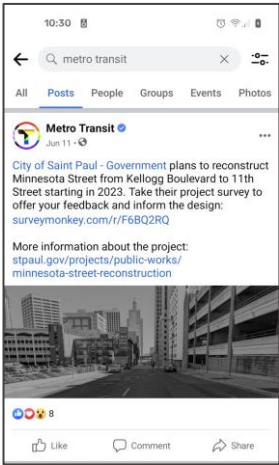 10:30
metro transit
All Posts People Groups Events Photos
Metro Transit
Jun 11 ·
City of Saint Paul - Government plans to reconstruct
Minnesota Street from Kellogg Boulevard to 11th
Street starting in 2023. Take their project survey to
offer your feedback and inform the design:
surveymonkey.com/r/F6BQ2RQ
More information about the project:
stpaul.gov/projects/public-works/
minnesota-street-reconstruction
8
Like Comment Share